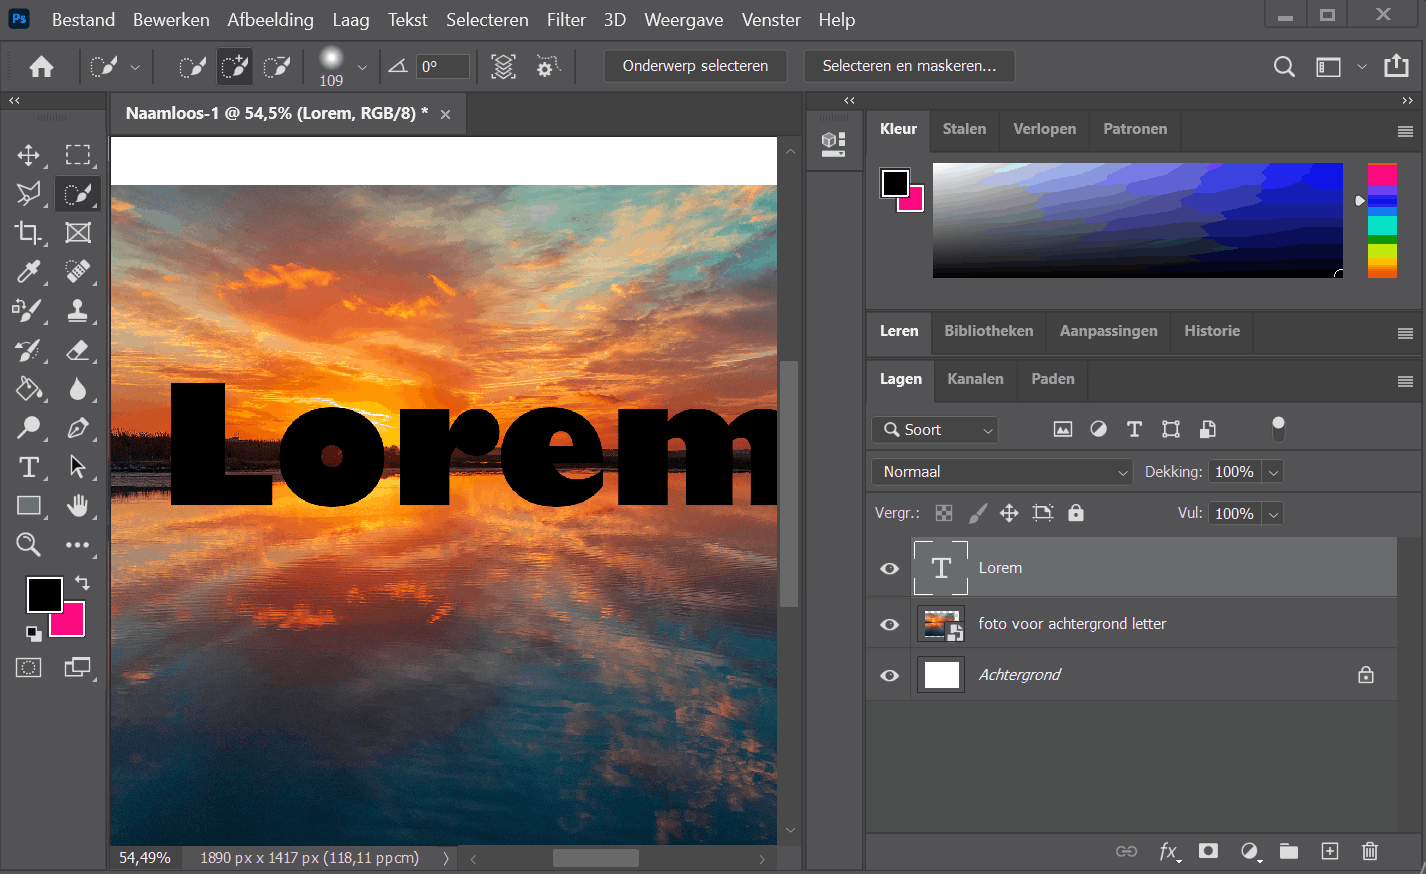 Ps Bestand Bewerken Afbeelding Laag Tekst Selecteren Filter 3D Weergave Venster Help
109 0° Onderwerp selecteren Selecteren en maskeren...
Naamloos-1 @ 54,5% (Lorem, RGB/8) *
Kleur Stalen Verlopen Patronen
Leren Bibliotheken Aanpassingen Historie
Lagen Kanalen Paden
Soort
Normaal Dekking: 100%
Vergr.: Vul: 100%
Lorem
foto voor achtergrond letter
Achtergrond
Lorem
54,49% 1890 px x 1417 px (118,11 ppcm)
fx